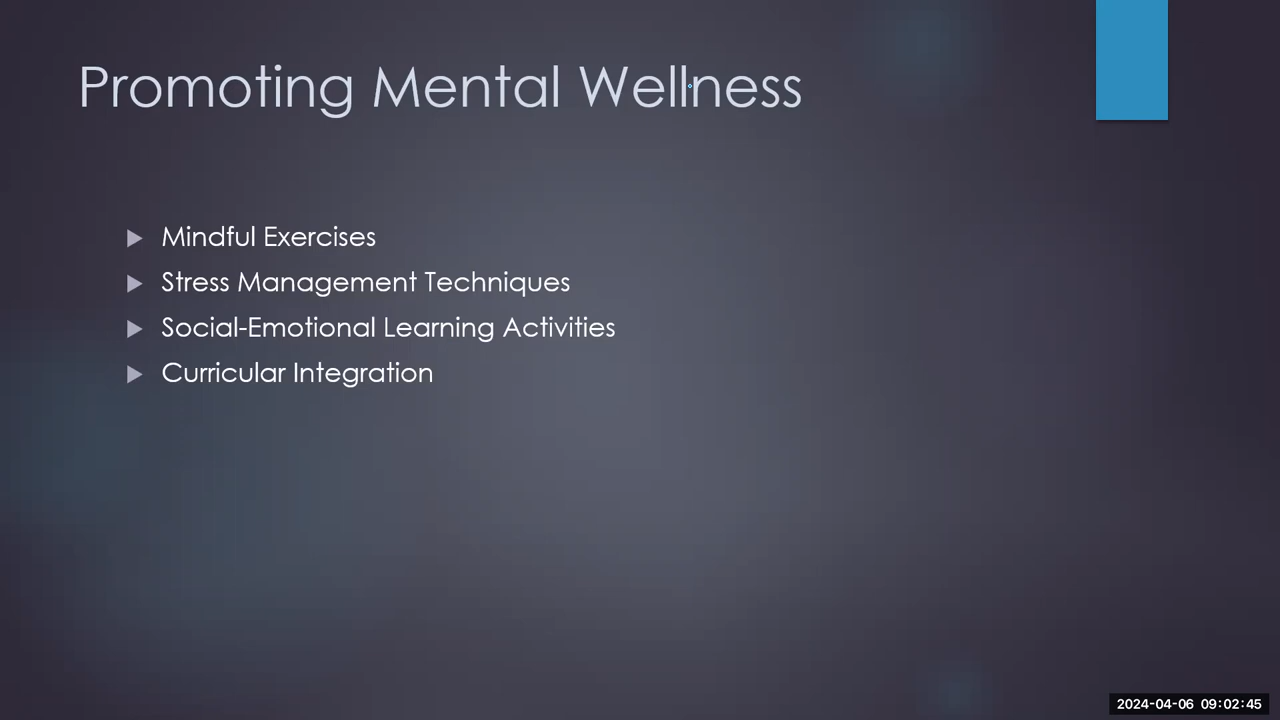 Promoting Mental Wellness
Mindful Exercises
Stress Management Techniques
Social-Emotional Learning Activities
Curricular Integration
2024-04-06 09:02:45